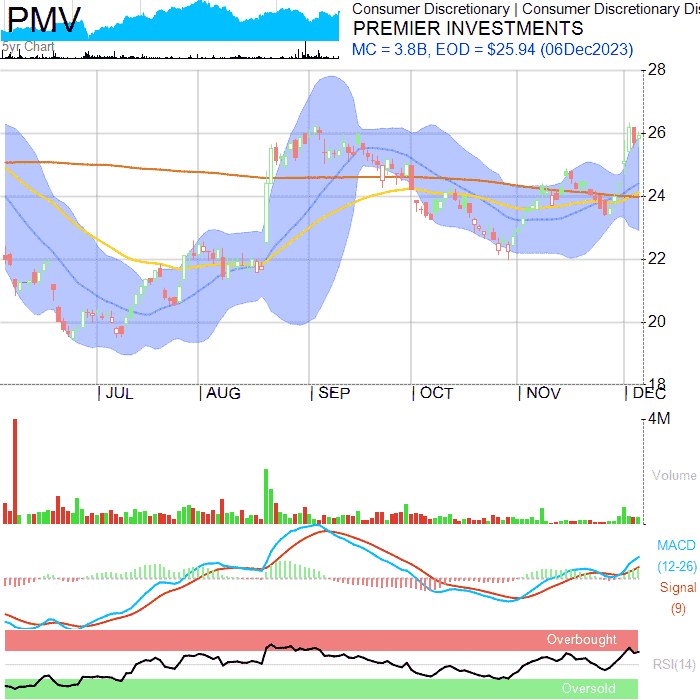 PMV
5yr Chart
Consumer Discretionary | Consumer Discretionary Dis
PREMIER INVESTMENTS
MC = 3.8B, EOD = $25.94 (06Dec2023)
28
26
24
22
20
18
JUL AUG SEP OCT NOV DEC
4M
Volume
MACD
(12-26)
Signal
(9)
Overbought
RSI(14)
Oversold